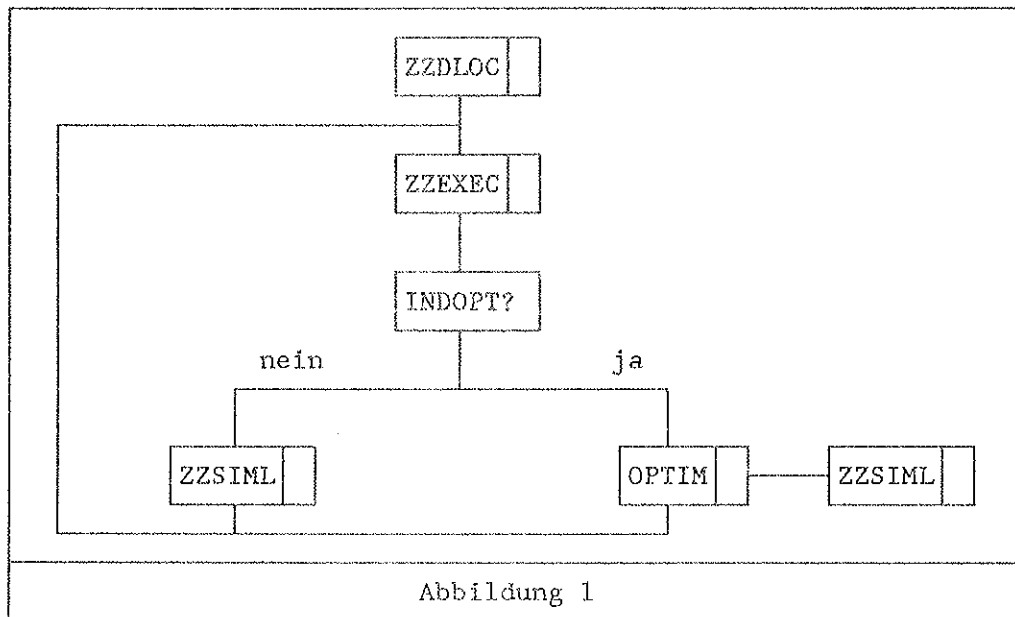 ZZDLOC
ZZEXEC
INDOPT?
nein ja
ZZSIML OPTIM ZZSIML
Abbildung 1